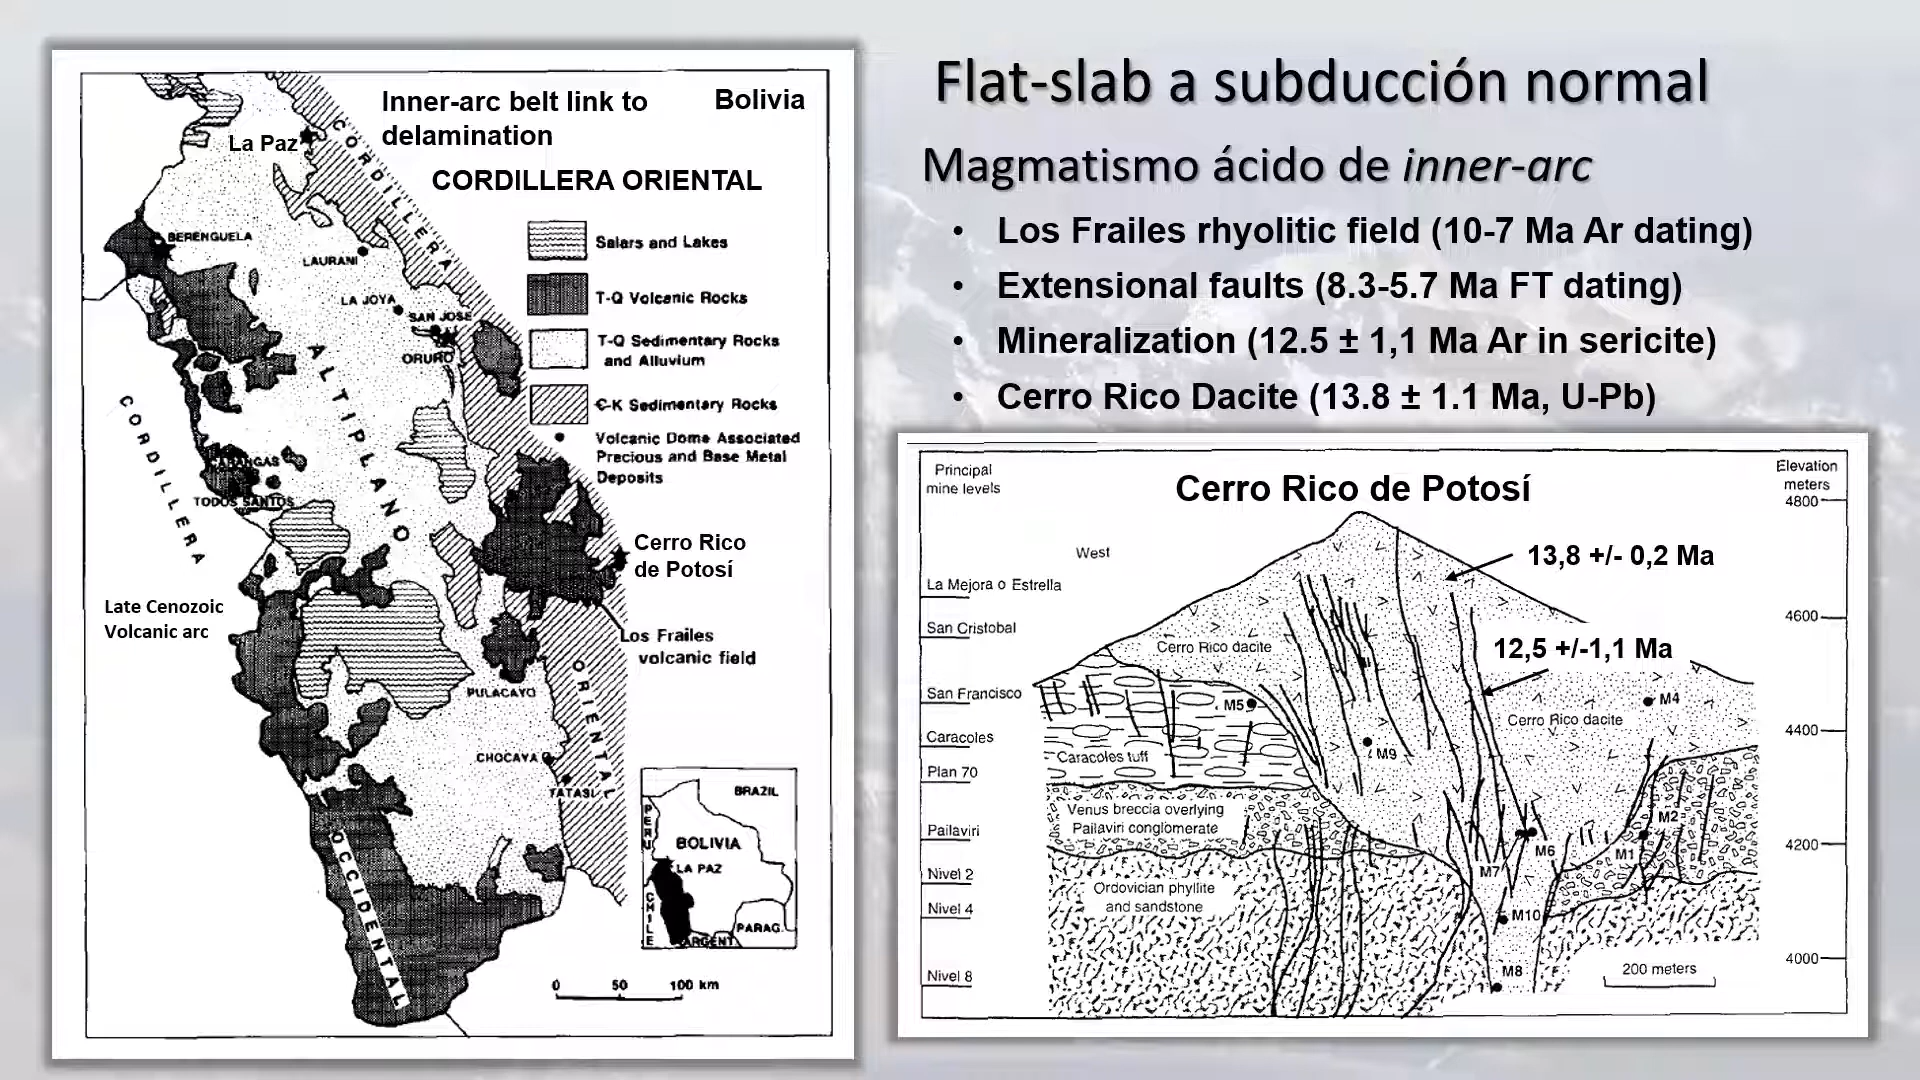 Inner-arc belt link to
delamination
Bolivia
La Paz
CORDILLERA ORIENTAL
CORDILLERA
BERENGUELA
LAURANI
LA JOYA
SAN JOSE
ORURO
Salars and Lakes
T-Q Volcanic Rocks
T-Q Sedimentary Rocks
and Alluvium
Є-K Sedimentary Rocks
Volcanic Dome Associated
Precious and Base Metal
Deposits
ALTIPLANO
CORDILLERA
TODOS SANTOS
Cerro Rico
de Potosí
Late Cenozoic
Volcanic arc
Los Frailes
volcanic field
PULACAYO
ORIENTAL
CHOCAYA
TATASI
OCCIDENTAL
BRAZIL
PERU
BOLIVIA
LA PAZ
CHILE
PARAG.
ARGENT.
0 50 100 km
Flat-slab a subducción normal
Magmatismo ácido de inner-arc
• Los Frailes rhyolitic field (10-7 Ma Ar dating)
• Extensional faults (8.3-5.7 Ma FT dating)
• Mineralization (12.5 ± 1,1 Ma Ar in sericite)
• Cerro Rico Dacite (13.8 ± 1.1 Ma, U-Pb)
Principal
mine levels
Cerro Rico de Potosí
Elevation
meters
4800
West
13,8 +/- 0,2 Ma
La Mejora o Estrella
4600
San Cristobal
Cerro Rico dacite
12,5 +/-1,1 Ma
San Francisco
M5
M4
Cerro Rico dacite
Caracoles
4400
M9
Caracoles tuff
Plan 70
Venus breccia overlying
Pailaviri conglomerate
M2
Pailaviri
4200
M6
M1
M7
Nivel 2
Ordovician phyllite
and sandstone
Nivel 4
M10
4000
Nivel 8
M8
200 meters